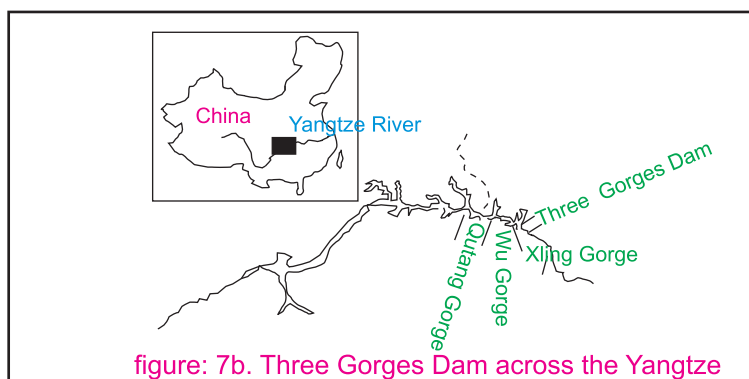 China
Yangtze River
Three Gorges Dam
Xling Gorge
Wu Gorge
Qutang Gorge
figure: 7b. Three Gorges Dam across the Yangtze